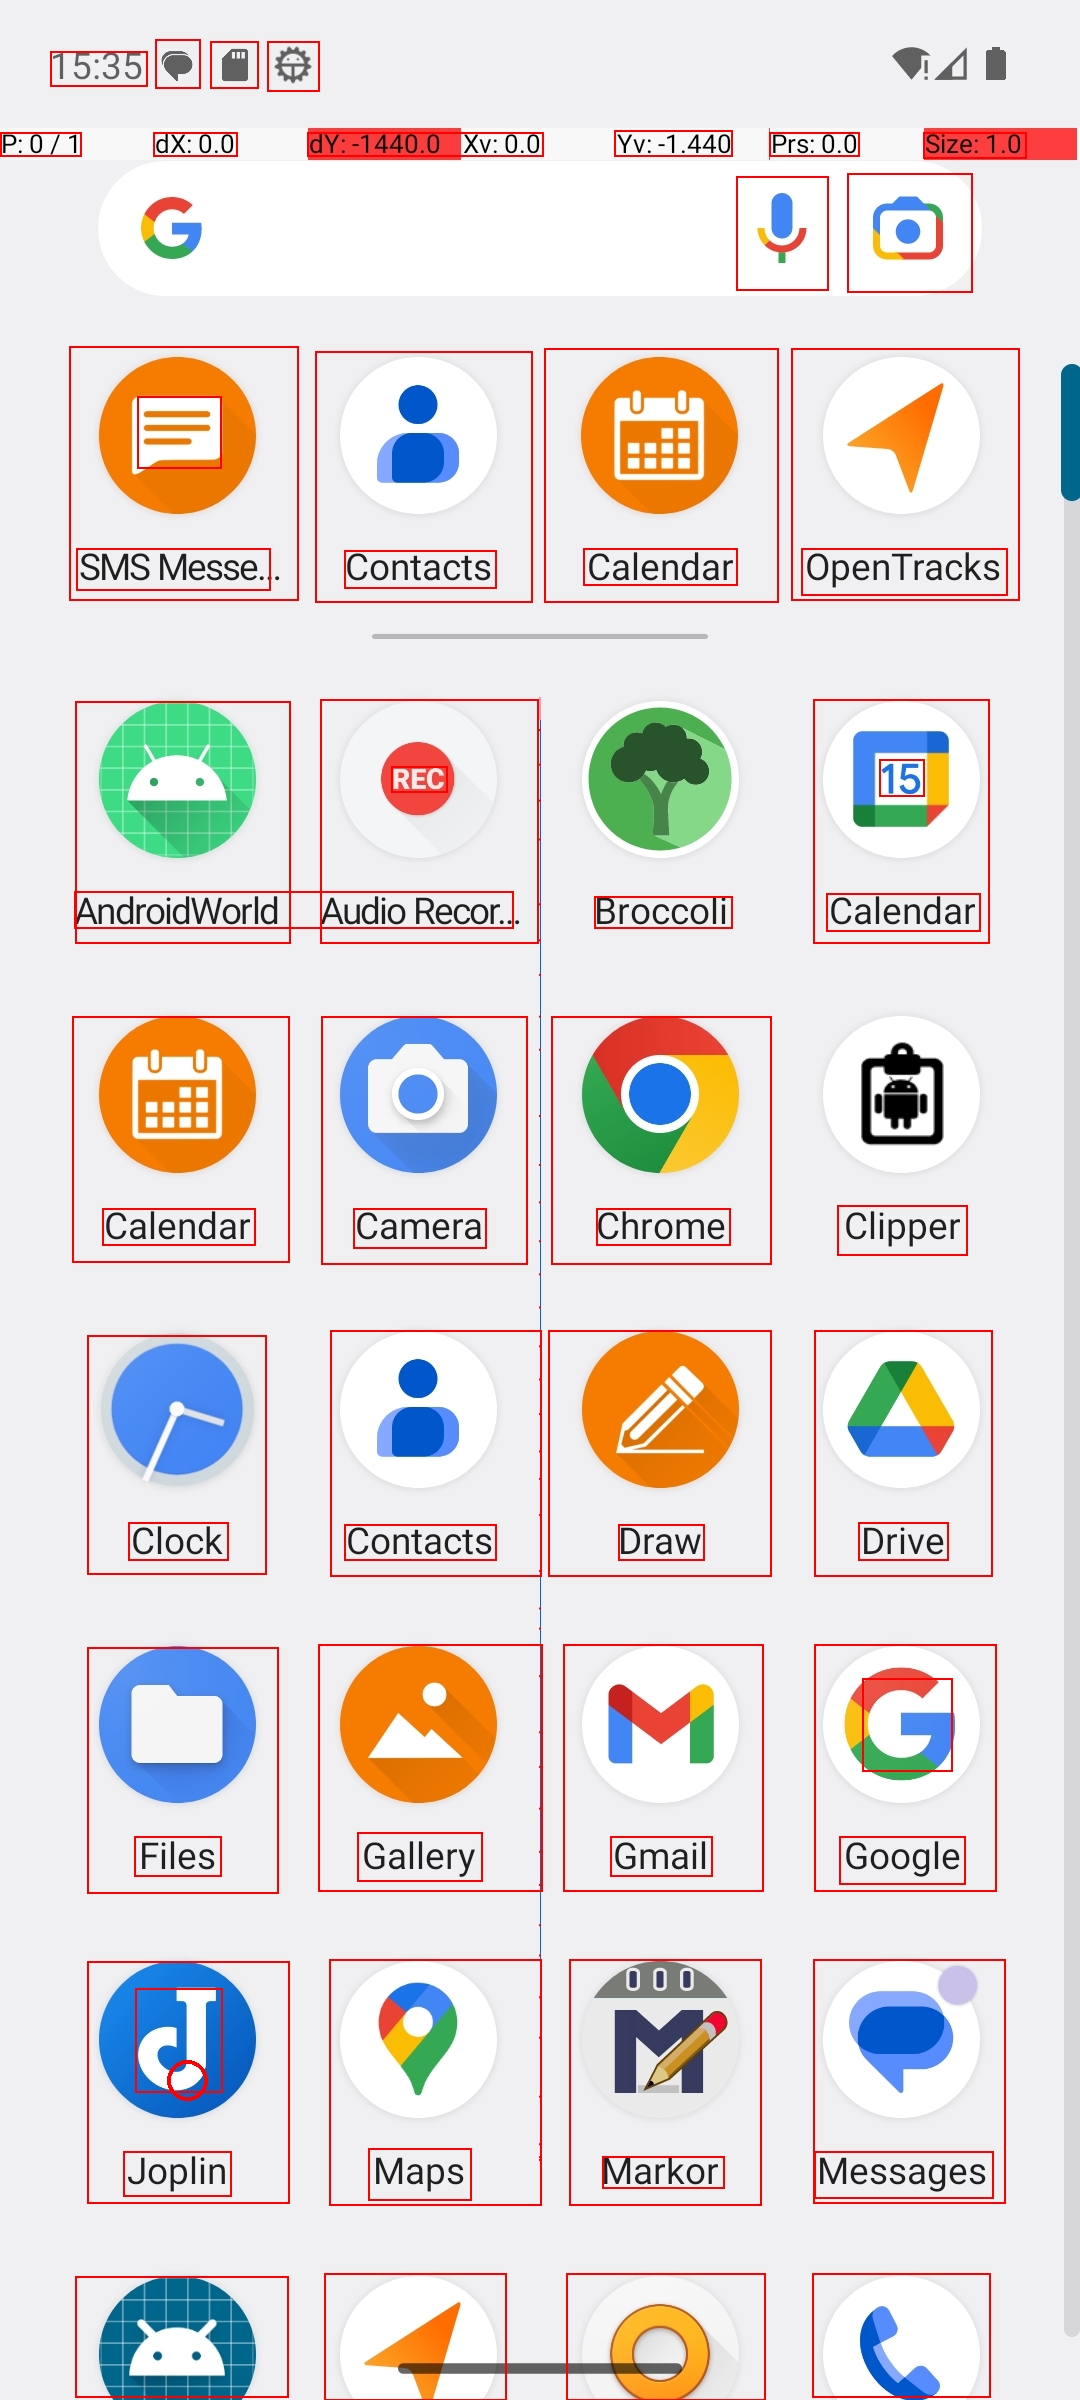 15:35
P: 0 / 1 dX: 0.0 dY: -1440.0 Xv: 0.0 Yv: -1.440 Prs: 0.0 Size: 1.0
SMS Messe... Contacts Calendar OpenTracks
REC 15
AndroidWorld Audio Recor... Broccoli Calendar
Calendar Camera Chrome Clipper
Clock Contacts Draw Drive
Files Gallery Gmail Google
Joplin Maps Markor Messages